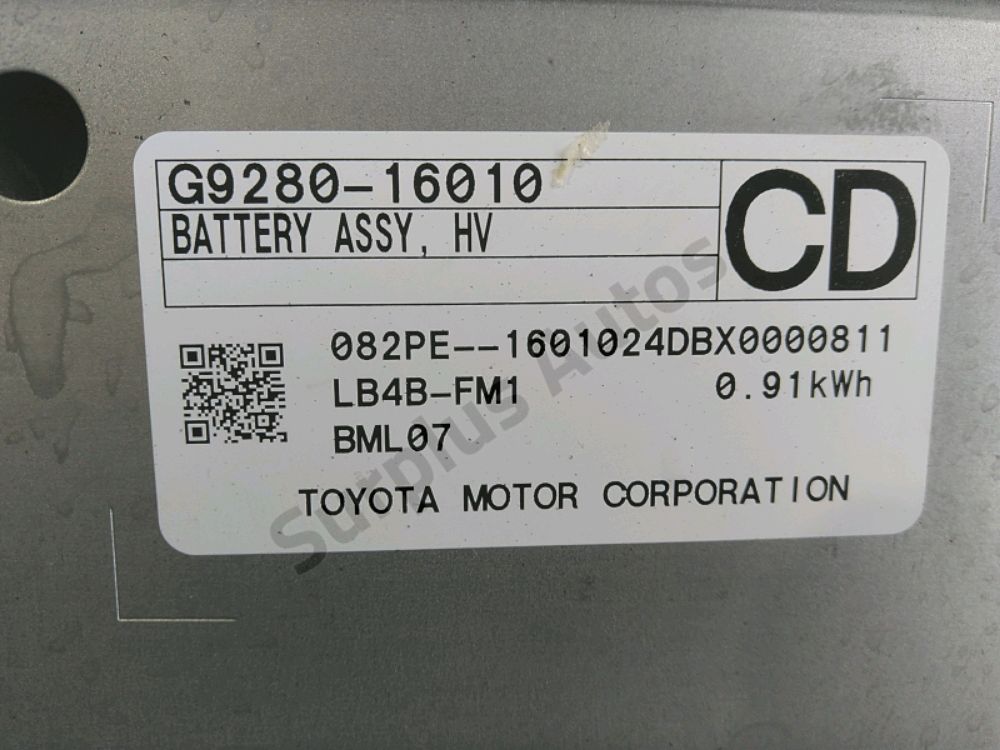 G9280-16010
CD
BATTERY ASSY, HV
082PE--1601024DBX0000811
LB4B-FM1 0.91kWh
BML07
TOYOTA MOTOR CORPORATION
Surplus Autos